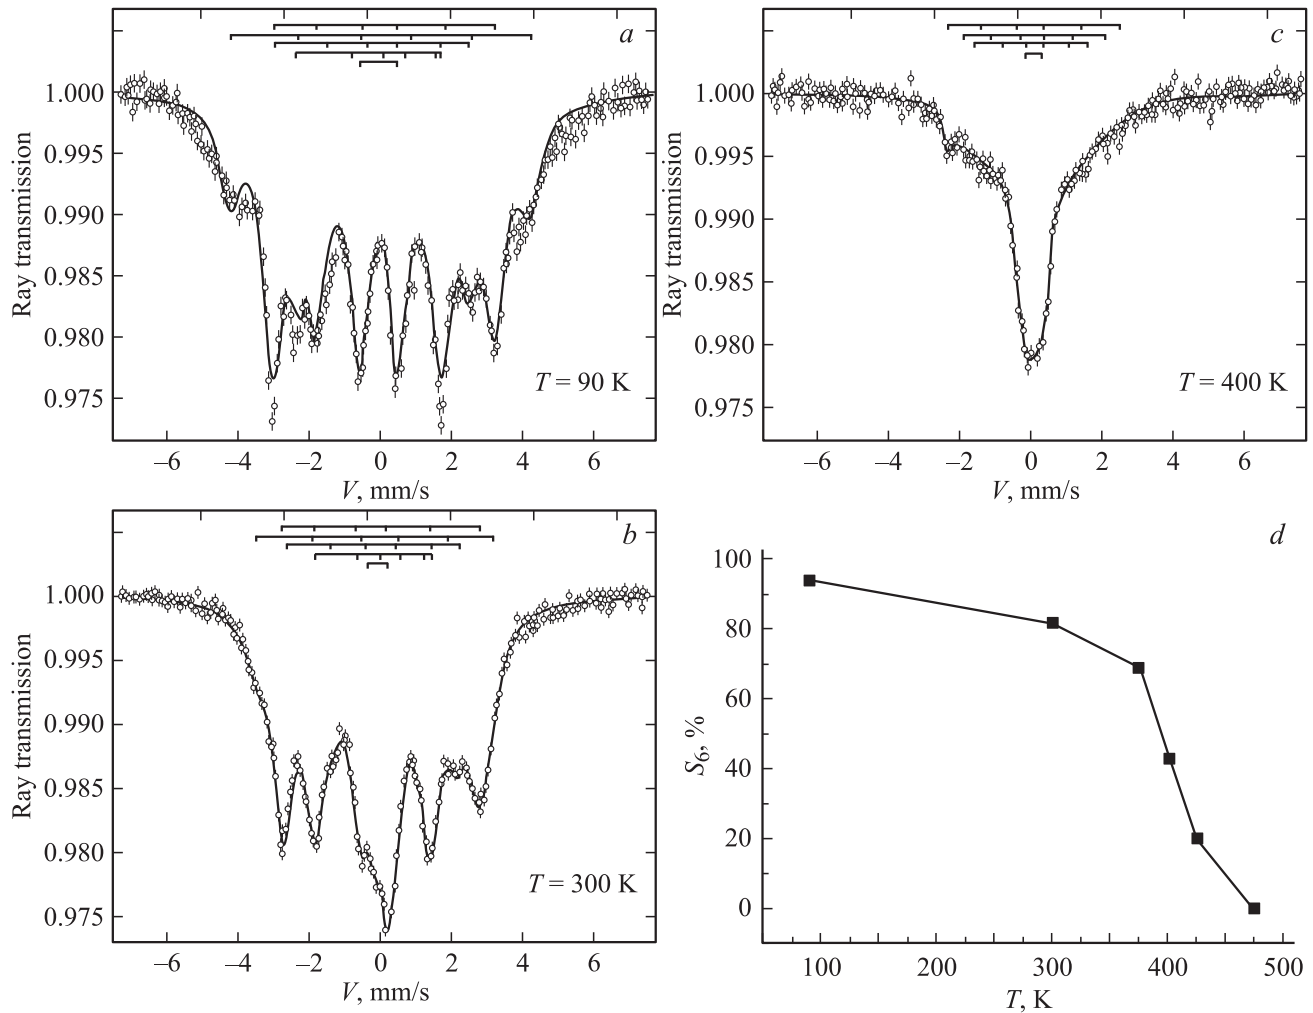 a
1.000
0.995
0.990
0.985
0.980
0.975
Ray transmission
T = 90 K
–6 –4 –2 0 2 4 6
V, mm/s
c
1.000
0.995
0.990
0.985
0.980
0.975
Ray transmission
T = 400 K
–6 –4 –2 0 2 4 6
V, mm/s
b
1.000
0.995
0.990
0.985
0.980
0.975
Ray transmission
T = 300 K
–6 –4 –2 0 2 4 6
V, mm/s
d
100
80
60
40
20
0
S6, %
100 200 300 400 500
T, K